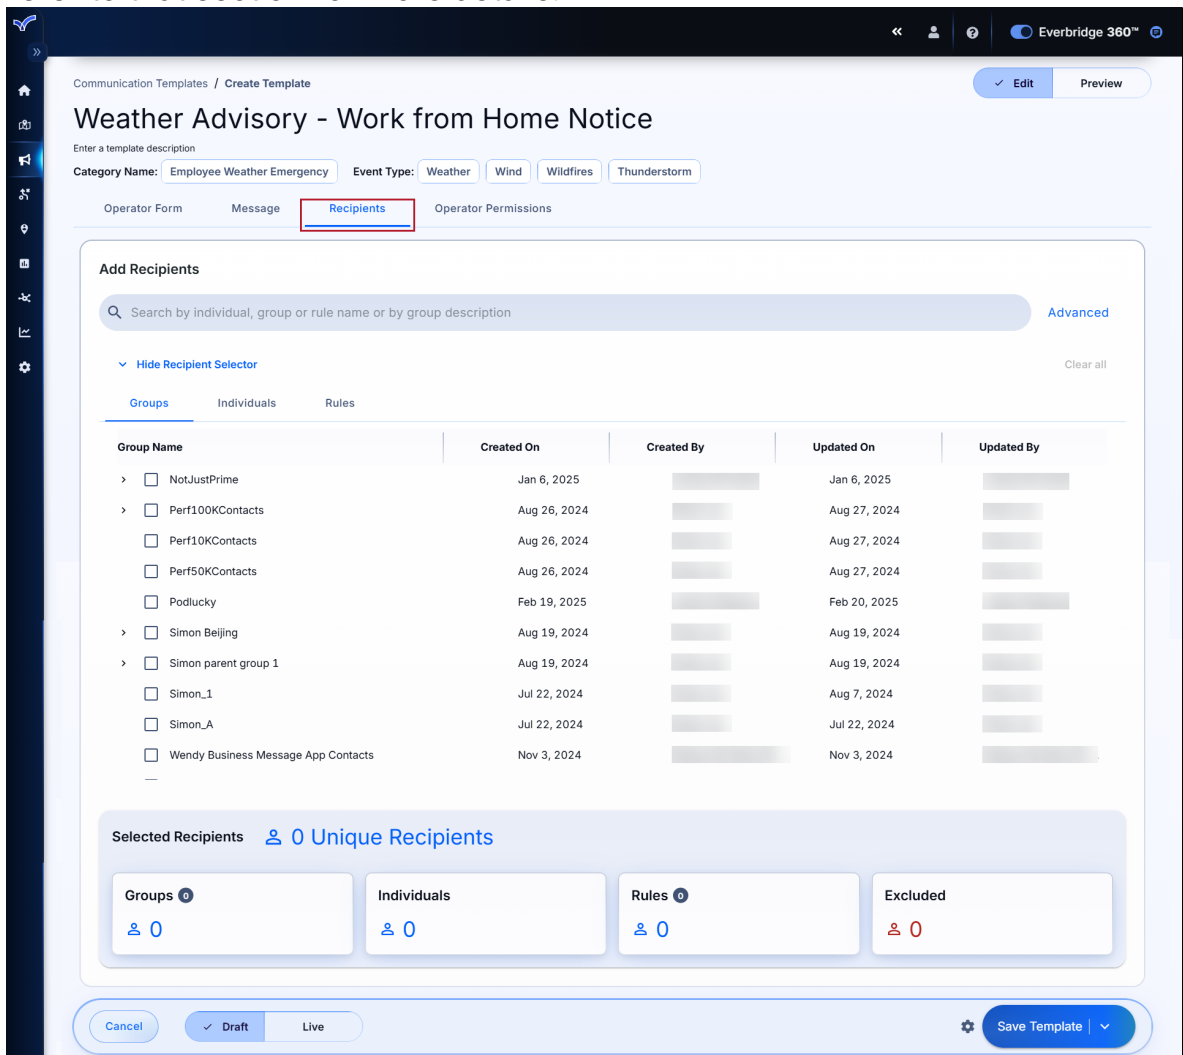 Everbridge 360™
Communication Templates / Create Template
Edit Preview
Weather Advisory - Work from Home Notice
Enter a template description
Category Name: Employee Weather Emergency Event Type: Weather Wind Wildfires Thunderstorm
Operator Form Message Recipients Operator Permissions
Add Recipients
Search by individual, group or rule name or by group description Advanced
Hide Recipient Selector Clear all
Groups Individuals Rules
Group Name Created On Created By Updated On Updated By
NotJustPrime Jan 6, 2025 Jan 6, 2025
Perf100KContacts Aug 26, 2024 Aug 27, 2024
Perf10KContacts Aug 26, 2024 Aug 27, 2024
Perf50KContacts Aug 26, 2024 Aug 27, 2024
Podlucky Feb 19, 2025 Feb 20, 2025
Simon Beijing Aug 19, 2024 Aug 19, 2024
Simon parent group 1 Aug 19, 2024 Aug 19, 2024
Simon_1 Jul 22, 2024 Aug 7, 2024
Simon_A Jul 22, 2024 Jul 22, 2024
Wendy Business Message App Contacts Nov 3, 2024 Nov 3, 2024
Selected Recipients 0 Unique Recipients
Groups 0 Individuals Rules 0 Excluded
0 0 0 0
Cancel Draft Live Save Template